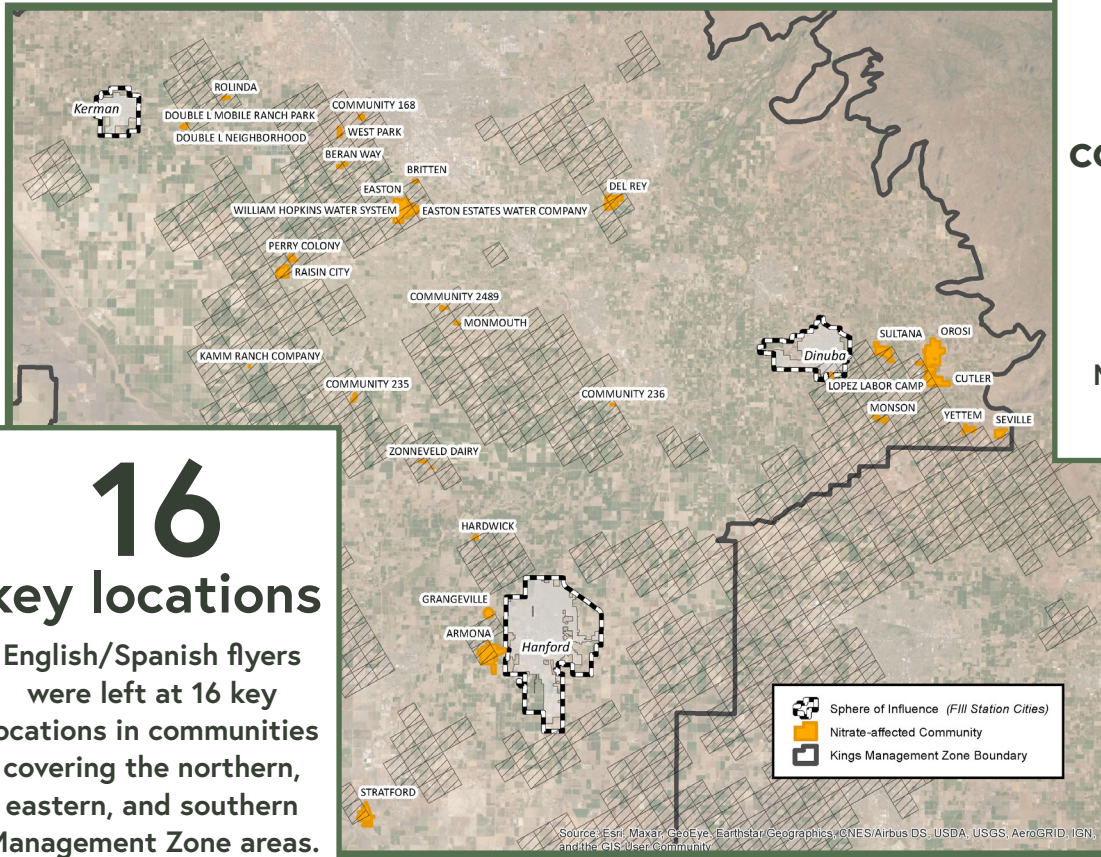 ROLINDA
Kerman
COMMUNITY 168
DOUBLE L MOBILE RANCH PARK
WEST PARK
DOUBLE L NEIGHBORHOOD
BERAN WAY
BRITTEN
EASTON
DEL REY
WILLIAM HOPKINS WATER SYSTEM
EASTON ESTATES WATER COMPANY
PERRY COLONY
RAISIN CITY
COMMUNITY 2489
MONMOUTH
SULTANA
OROSI
KAMM RANCH COMPANY
Dinuba
COMMUNITY 235
LOPEZ LABOR CAMP
CUTLER
COMMUNITY 236
MONSON
YETTEM
SEVILLE
ZONNEVELD DAIRY
HARDWICK
GRANGEVILLE
ARMONA
Hanford
STRATFORD
16
key locations
English/Spanish flyers
were left at 16 key
locations in communities
covering the northern,
eastern, and southern
Management Zone areas.
Sphere of Influence (FIll Station Cities)
Nitrate-affected Community
Kings Management Zone Boundary
Source: Esri, Maxar, GeoEye, Earthstar Geographics, CNES/Airbus DS, USDA, USGS, AeroGRID, IGN,
and the GIS User Community